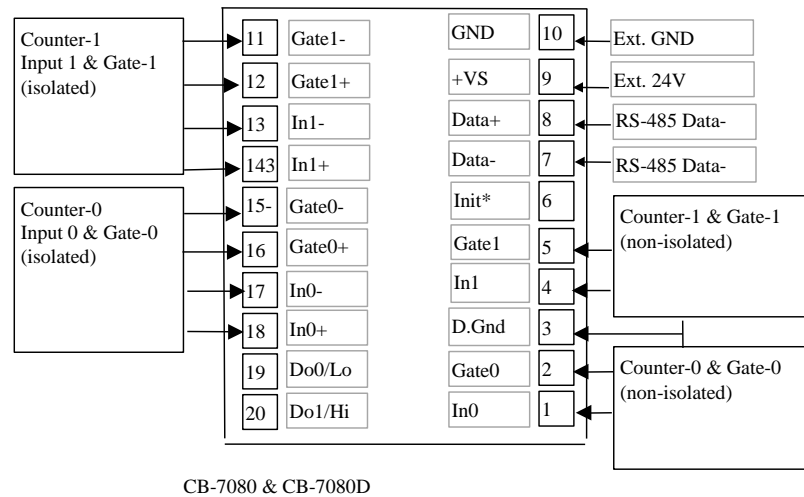 Counter-1
Input 1 & Gate-1
(isolated)
11 Gate1-
12 Gate1+
13 In1-
143 In1+
Counter-0
Input 0 & Gate-0
(isolated)
15- Gate0-
16 Gate0+
17 In0-
18 In0+
19 Do0/Lo
20 Do1/Hi
GND 10 Ext. GND
+VS 9 Ext. 24V
Data+ 8 RS-485 Data-
Data- 7 RS-485 Data-
Init* 6
Gate1 5
In1 4
D.Gnd 3
Gate0 2
In0 1
Counter-1 & Gate-1
(non-isolated)
Counter-0 & Gate-0
(non-isolated)
CB-7080 & CB-7080D